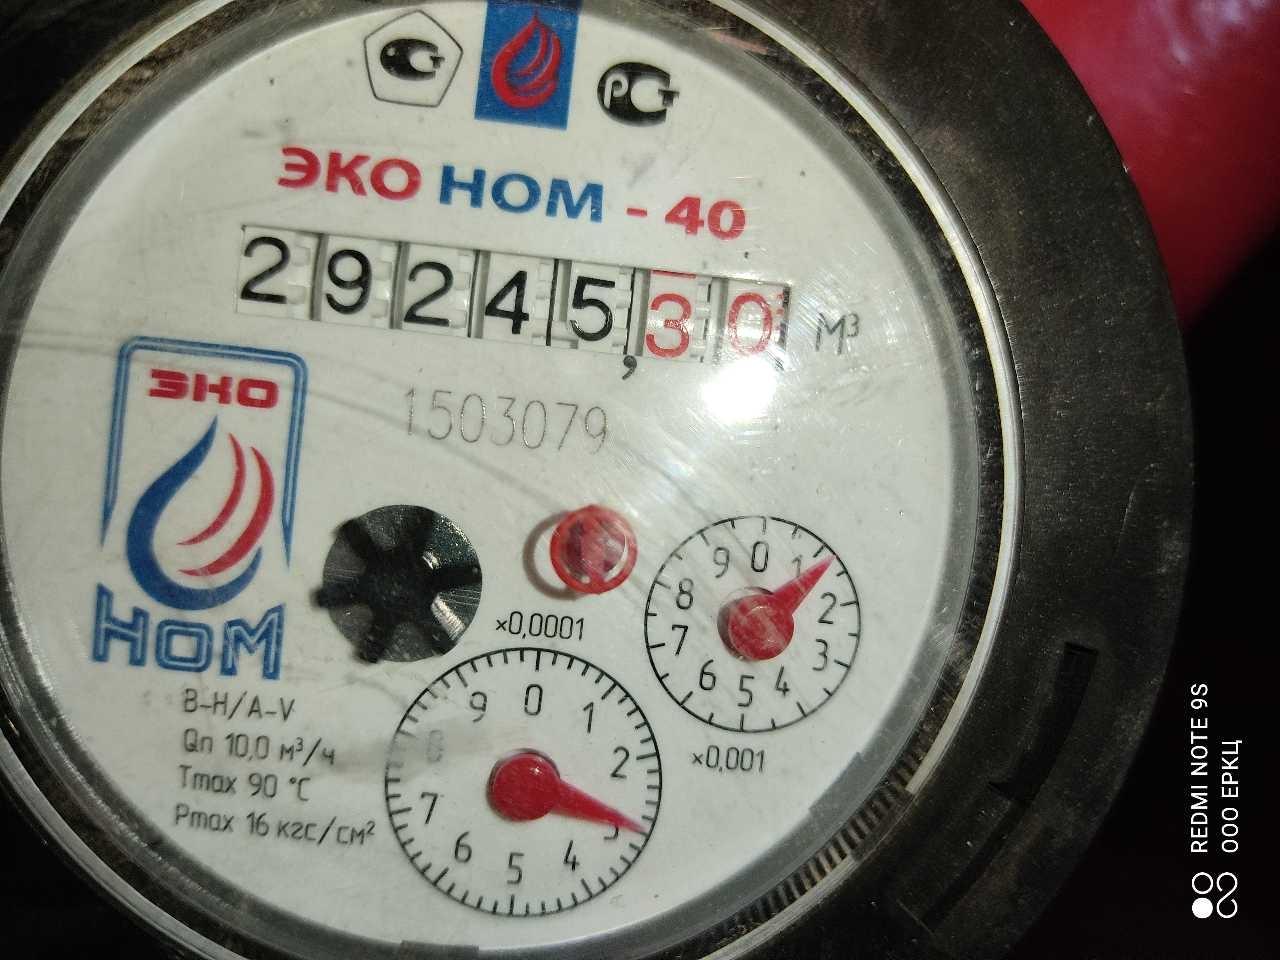 ЭКО НОМ - 40
29245,30 м³
1503079
ЭКО
НОМ
×0,0001
9 0 1 2 3 4 5 6 7 8
×0,001
9 0 1 2 3 4 5 6 7 8
В-Н/А-V
Qn 10,0 м³/ч
Tmax 90 °C
Pmax 16 кгс/см²
REDMI NOTE 9S
ООО ЕРКЦ